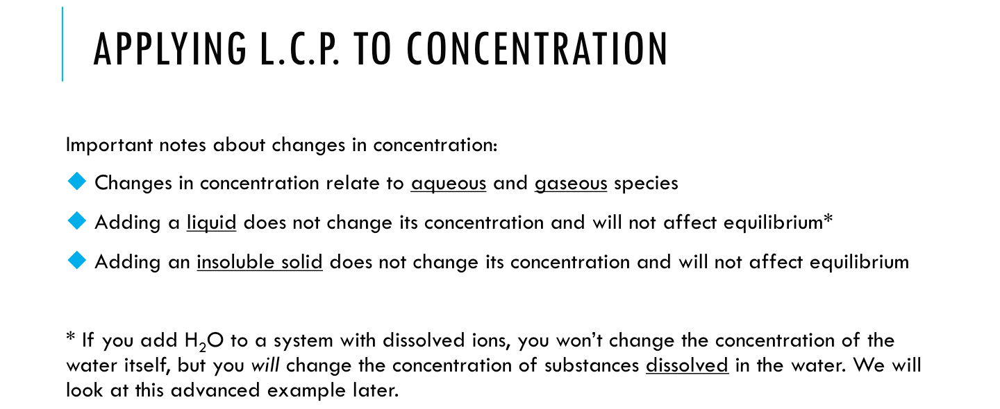 APPLYING L.C.P. TO CONCENTRATION
Important notes about changes in concentration:
Changes in concentration relate to aqueous and gaseous species
Adding a liquid does not change its concentration and will not affect equilibrium*
Adding an insoluble solid does not change its concentration and will not affect equilibrium
* If you add H₂O to a system with dissolved ions, you won’t change the concentration of the
water itself, but you will change the concentration of substances dissolved in the water. We will
look at this advanced example later.